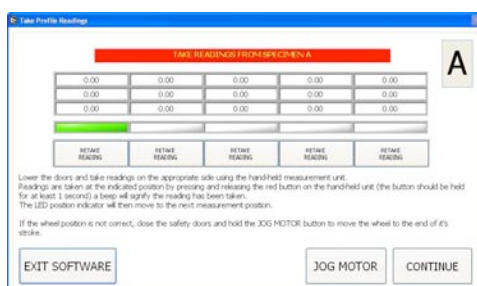 Take Profile Readings
TAKE READINGS FROM SPECIMEN A
A
0.00 0.00 0.00 0.00 0.00
0.00 0.00 0.00 0.00 0.00
0.00 0.00 0.00 0.00 0.00
RETAKE READING RETAKE READING RETAKE READING RETAKE READING RETAKE READING
Lower the doors and take readings on the appropriate side using the hand-held measurement unit.
Readings are taken at the indicated position by pressing and releasing the red button on the hand-held unit (the button should be held
for at least 1 second) a beep will signify the reading has been taken.
The LED position indicator will then move to the next measurement position.
If the wheel position is not correct, close the safety doors and hold the JOG MOTOR button to move the wheel to the end of it's
stroke.
EXIT SOFTWARE JOG MOTOR CONTINUE